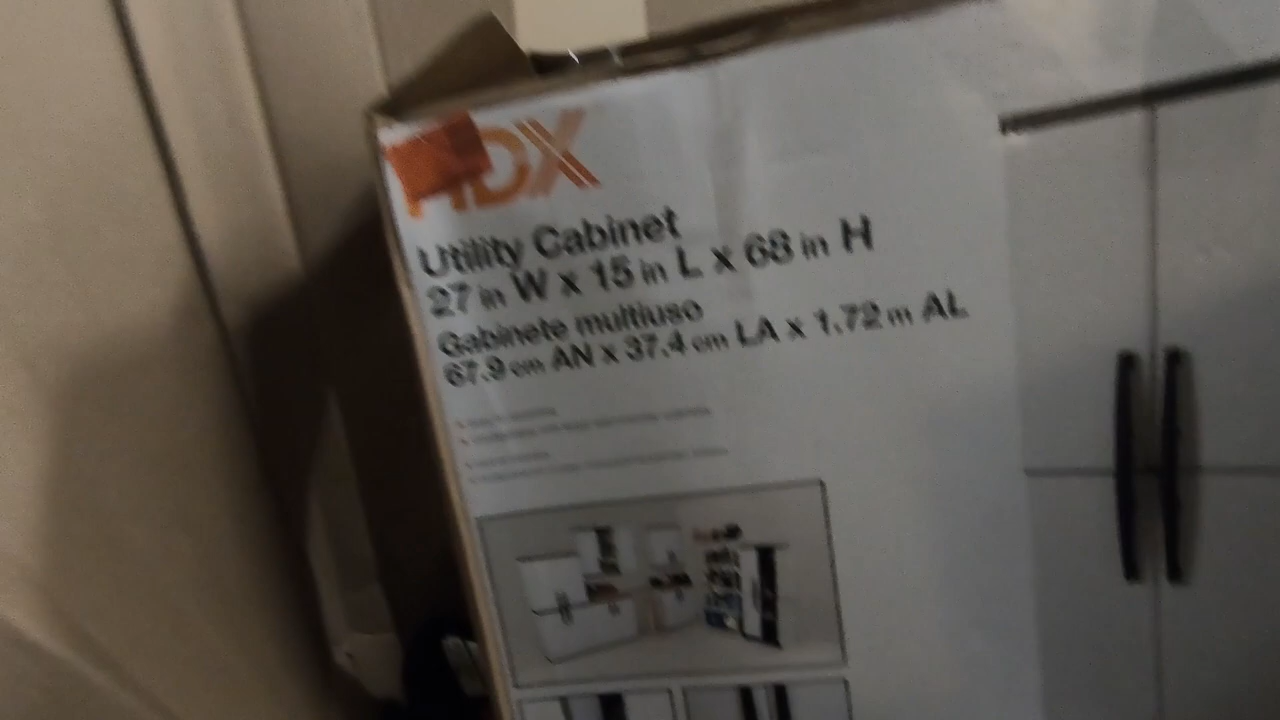 HDX
Utility Cabinet
27 in W x 15 in L x 68 in H
Gabinete multiuso
67.9 cm AN x 37.4 cm LA x 1.72 m AL